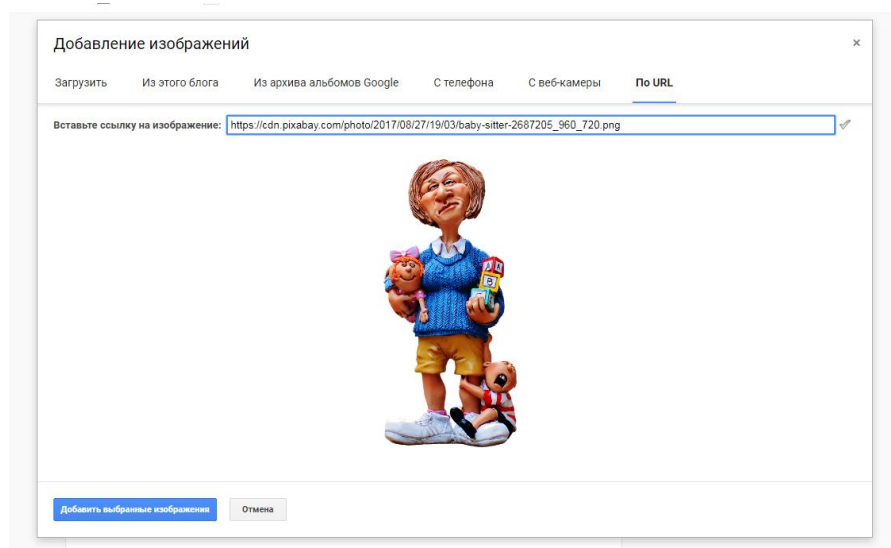 Добавление изображений
×
Загрузить Из этого блога Из архива альбомов Google С телефона С веб-камеры По URL
Вставьте ссылку на изображение: https://cdn.pixabay.com/photo/2017/08/27/19/03/baby-sitter-2687205_960_720.png
Добавить выбранные изображения Отмена